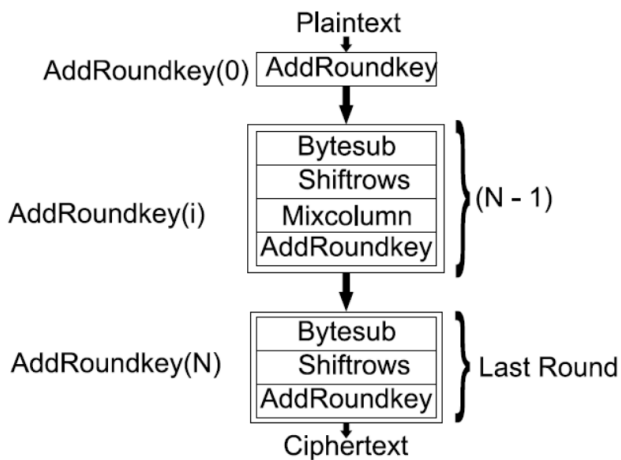 Plaintext
AddRoundkey(0) AddRoundkey
Bytesub
Shiftrows
Mixcolumn
AddRoundkey
AddRoundkey(i)
(N - 1)
Bytesub
Shiftrows
AddRoundkey
AddRoundkey(N)
Last Round
Ciphertext